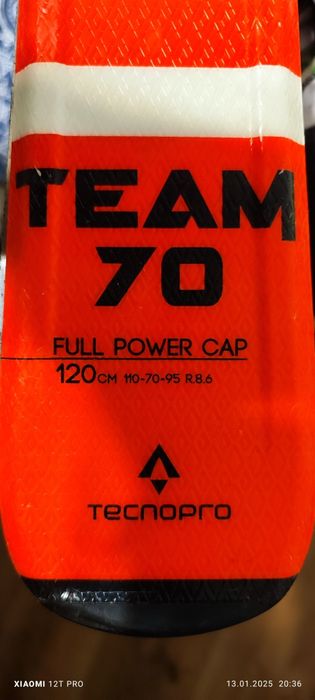 TEAM
70
FULL POWER CAP
120CM 110-70-95 R.8.6
TECNOPRO
XIAOMI 12T PRO 13.01.2025 20:36